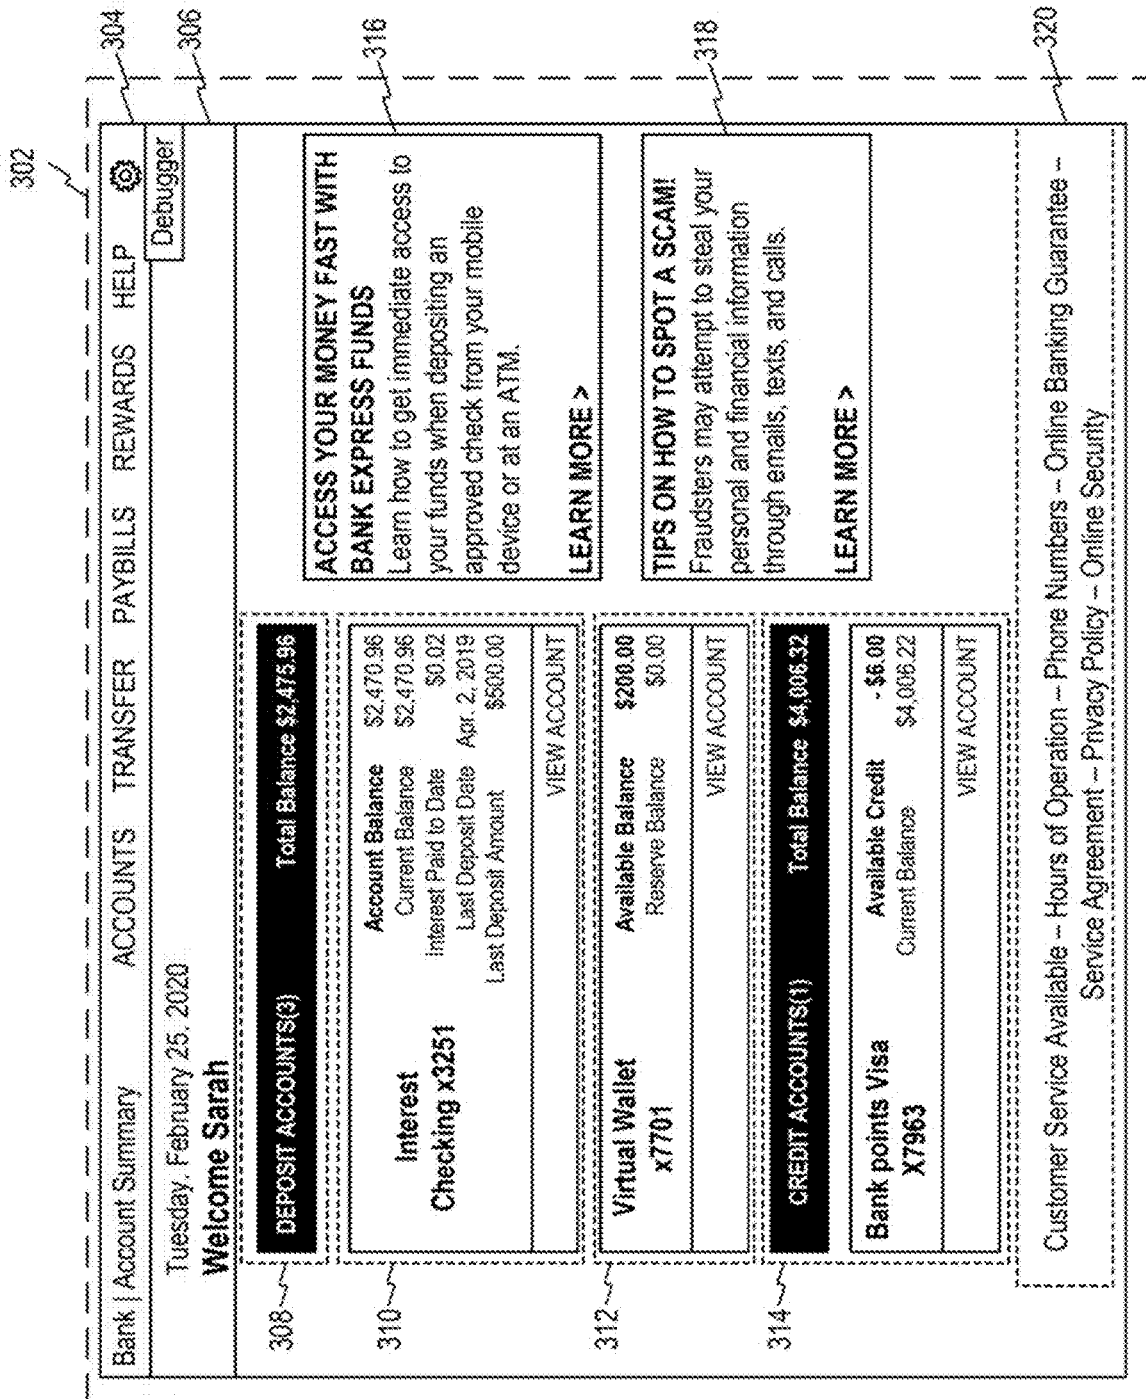 302
304
Bank | Account Summary ACCOUNTS TRANSFER PAYBILLS REWARDS HELP
Debugger
306
Tuesday, February 25, 2020
Welcome Sarah
308
DEPOSIT ACCOUNTS(3) Total Balance $2,475.96
310
Interest
Checking x3251
Account Balance $2,470.96
Current Balance $2,470.96
Interest Paid to Date $0.02
Last Deposit Date Apr. 2, 2019
Last Deposit Amount $500.00
VIEW ACCOUNT
312
Virtual Wallet
x7701
Available Balance $200.00
Reserve Balance $0.00
VIEW ACCOUNT
314
CREDIT ACCOUNTS(1) Total Balance $4,006.32
Bank points Visa
X7963
Available Credit - $6.00
Current Balance $4,006.22
VIEW ACCOUNT
316
ACCESS YOUR MONEY FAST WITH
BANK EXPRESS FUNDS
Learn how to get immediate access to
your funds when depositing an
approved check from your mobile
device or at an ATM.
LEARN MORE >
318
TIPS ON HOW TO SPOT A SCAM!
Fraudsters may attempt to steal your
personal and financial information
through emails, texts, and calls.
LEARN MORE >
320
Customer Service Available – Hours of Operation – Phone Numbers – Online Banking Guarantee –
Service Agreement – Privacy Policy – Online Security